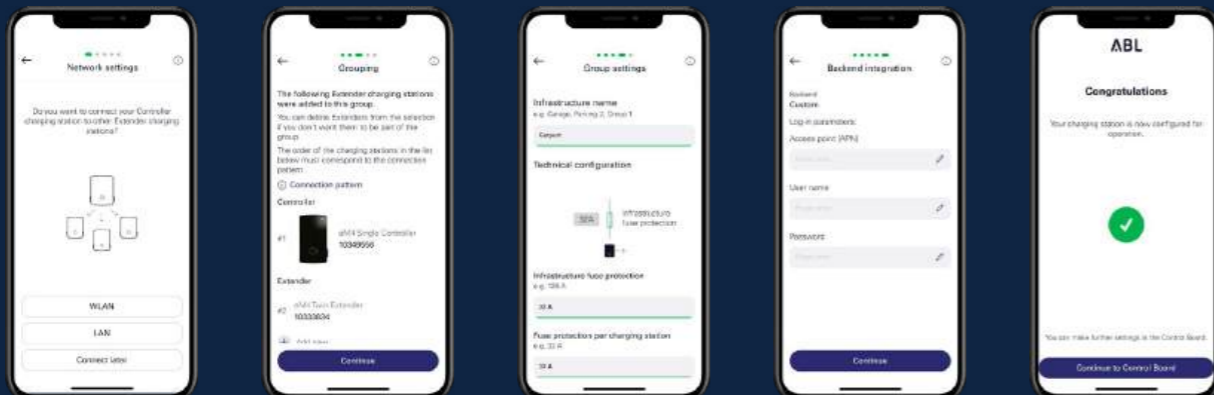 Network settings
Do you want to connect your Controller
charging station to other Extender charging
stations?
WLAN
LAN
Connect later
Grouping
The following Extender charging stations
were added to this group.
You can delete Extenders from the selection
if you don't want them to be part of the
group.
The order of the charging stations in the list
below must correspond to the connection
pattern
Connection pattern
Controller
#1
eM4 Single Controller
Extender
#2
eM4 Twin Extender
Continue
Group settings
Infrastructure name
e.g. Garage, Parking 2, Group 1
Carport
Technical configuration
32A
Infrastructure
fuse protection
Infrastructure fuse protection
32 A
Fuse protection per charging station
e.g. 32 A
32 A
Backend integration
Backend
Custom
Log-in parameters:
Access point (APN)
User name
Password
Continue
ABL
Congratulations
Your charging station is now configured for
operation.
You can make further settings in the Control Board.
Continue to Control Board